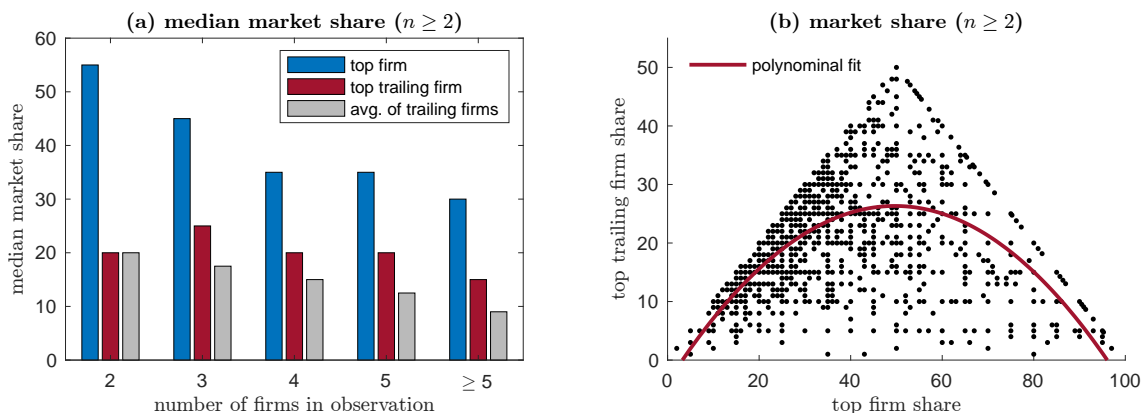 (a) median market share (n ≥ 2)
60
50
40
30
20
10
0
median market share
top firm
top trailing firm
avg. of trailing firms
2 3 4 5 ≥ 5
number of firms in observation
(b) market share (n ≥ 2)
50
40
30
20
10
0
top trailing firm share
polynominal fit
0 20 40 60 80 100
top firm share